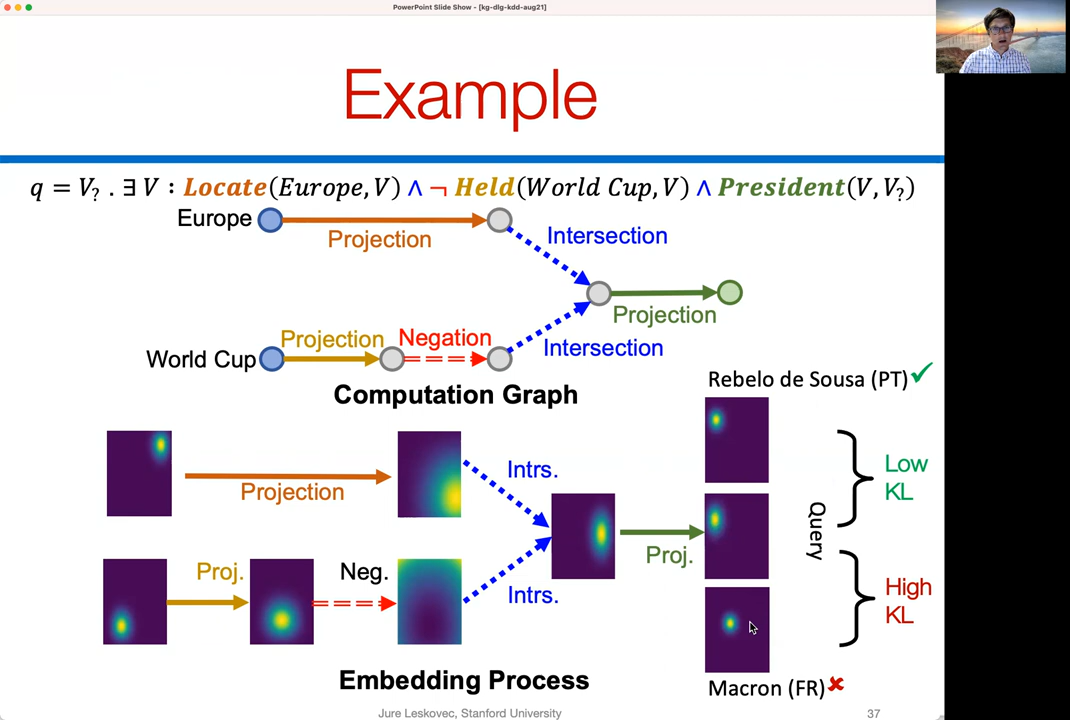 PowerPoint Slide Show - [kg-dlg-kdd-aug21]
Example
q = V? . ∃ V : Locate(Europe, V) ∧ ¬ Held(World Cup, V) ∧ President(V, V?)
Europe
Projection
Intersection
Projection
World Cup
Projection
Negation
Intersection
Computation Graph
Rebelo de Sousa (PT) ✓
Projection
Intrs.
Low
KL
Query
Proj.
Proj.
Neg.
Intrs.
High
KL
Embedding Process
Macron (FR) ✘
Jure Leskovec, Stanford University
37